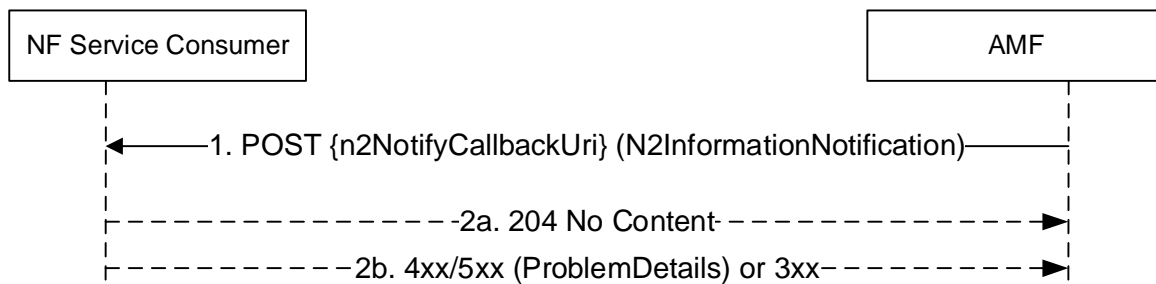 NF Service Consumer
AMF
1. POST {n2NotifyCallbackUri} (N2InformationNotification)
2a. 204 No Content
2b. 4xx/5xx (ProblemDetails) or 3xx